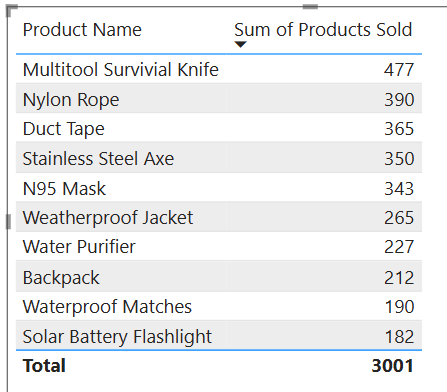 Product Name Sum of Products Sold
Multitool Survivial Knife 477
Nylon Rope 390
Duct Tape 365
Stainless Steel Axe 350
N95 Mask 343
Weatherproof Jacket 265
Water Purifier 227
Backpack 212
Waterproof Matches 190
Solar Battery Flashlight 182
Total 3001